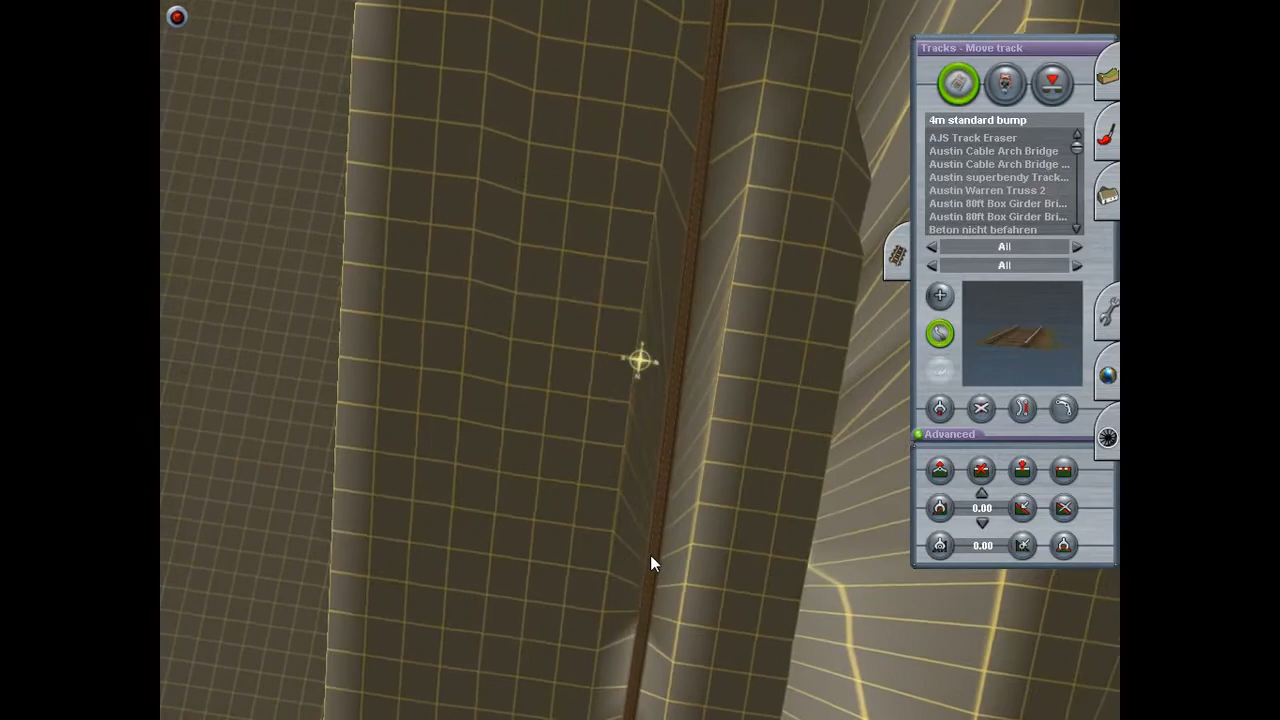 Tracks - Move track
4m standard bump
AJS Track Eraser
Austin Cable Arch Bridge
Austin Cable Arch Bridge ...
Austin superbendy Track...
Austin Warren Truss 2
Austin 80ft Box Girder Bri...
Austin 80ft Box Girder Bri...
Beton nicht befahren
All
All
Advanced
0.00
0.00